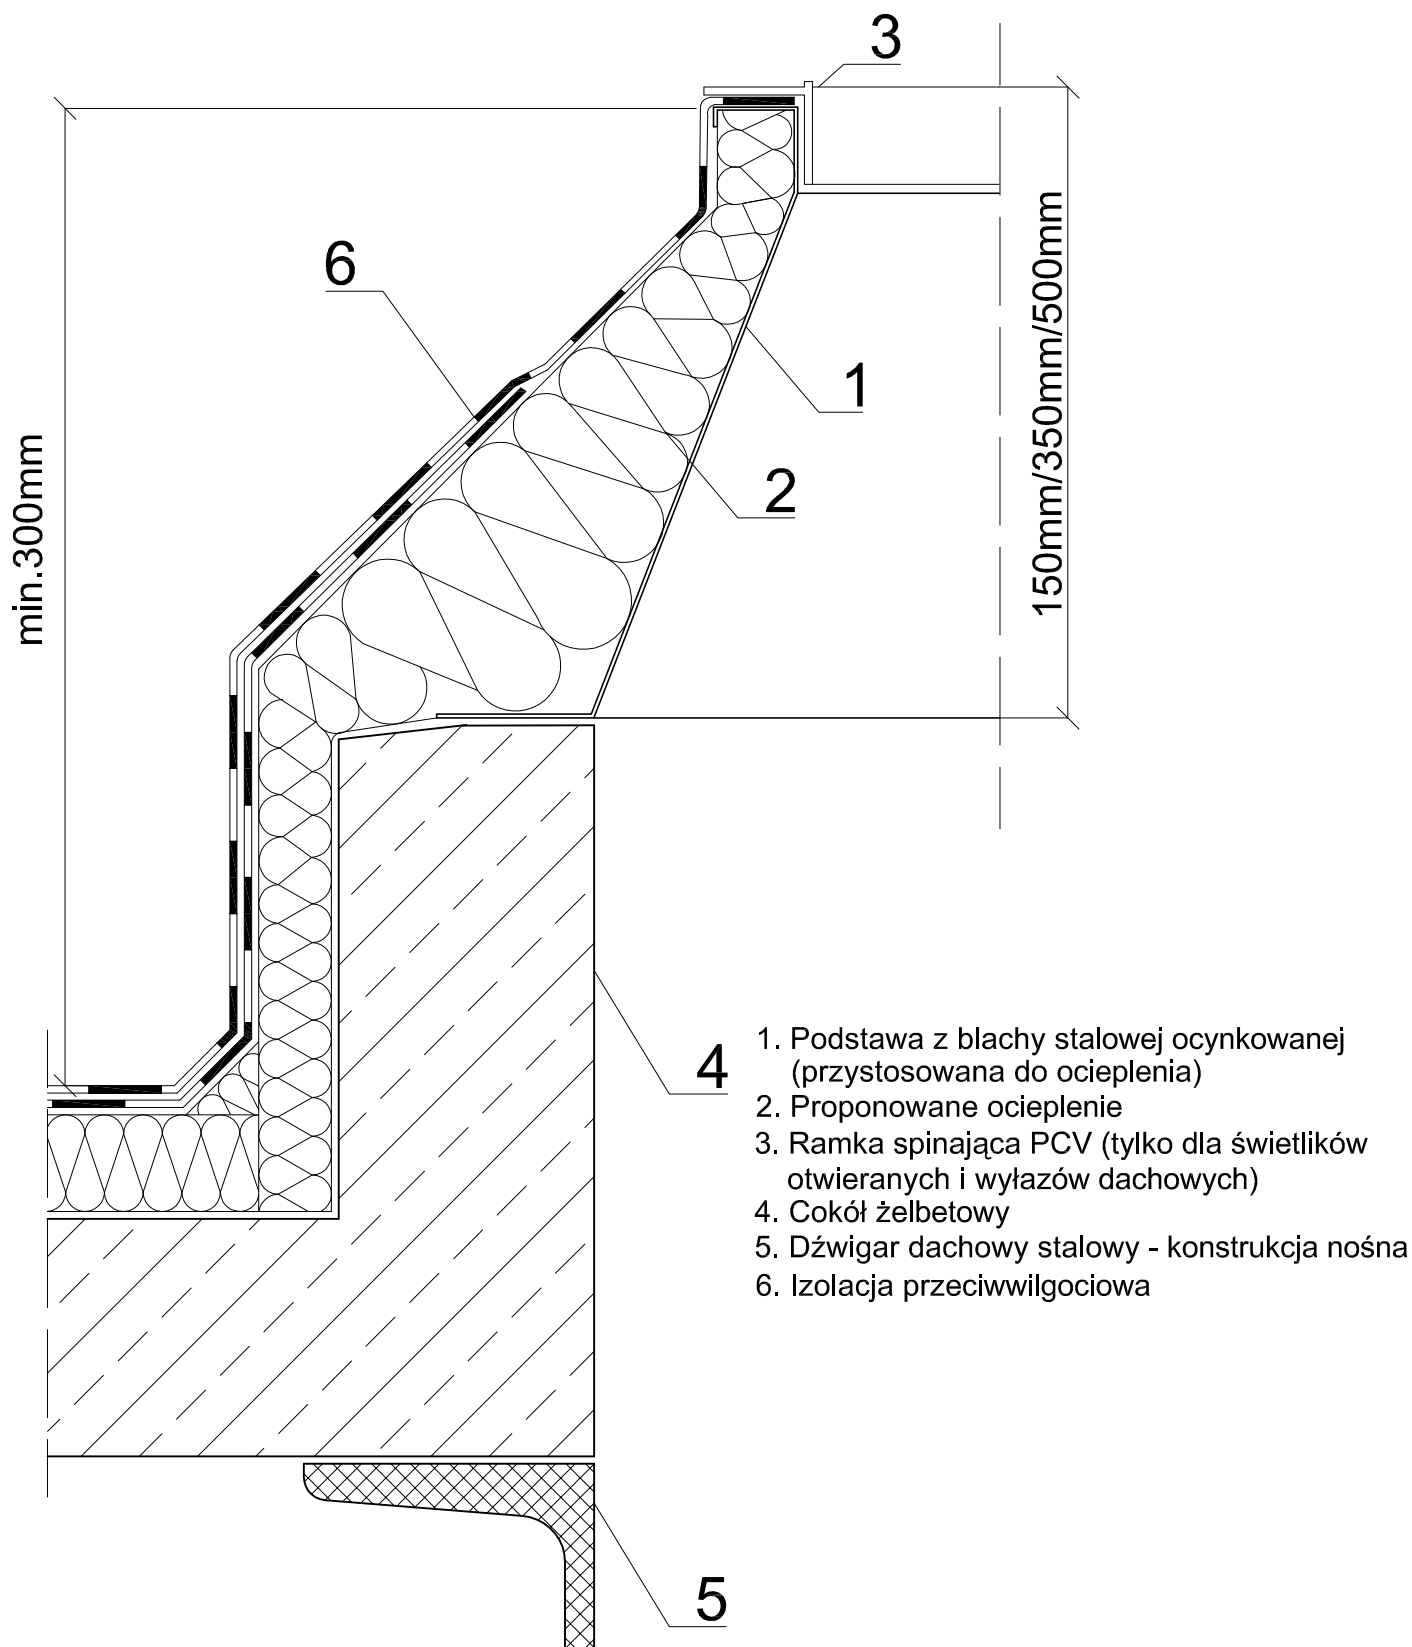 3
6
1
2
min.300mm
150mm/350mm/500mm
4
1. Podstawa z blachy stalowej ocynkowanej
(przystosowana do ocieplenia)
2. Proponowane ocieplenie
3. Ramka spinająca PCV (tylko dla świetlików
otwieranych i wyłazów dachowych)
4. Cokół żelbetowy
5. Dźwigar dachowy stalowy - konstrukcja nośna
6. Izolacja przeciwwilgociowa
5